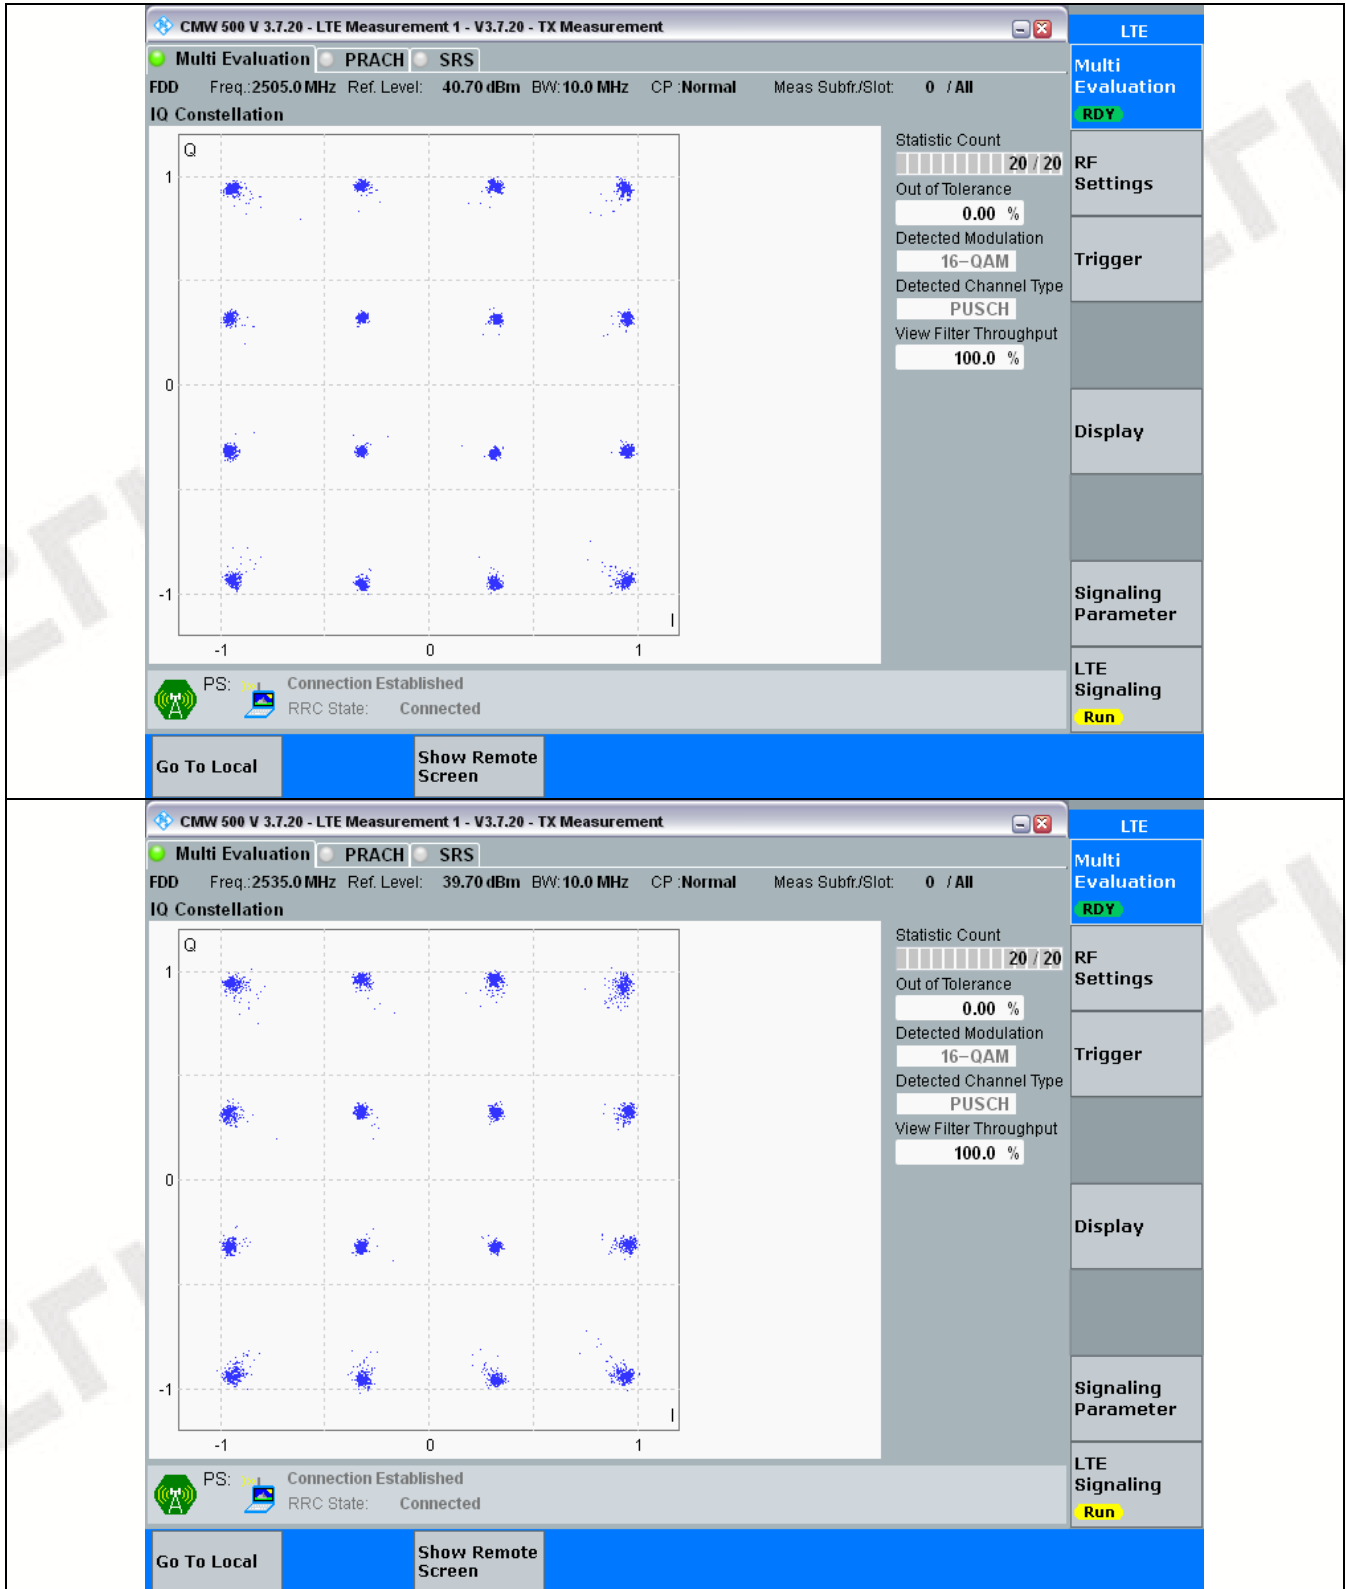 CMW 500 V 3.7.20 - LTE Measurement 1 - V3.7.20 - TX Measurement
LTE
Multi Evaluation PRACH SRS
FDD Freq.:2505.0 MHz Ref. Level: 40.70 dBm BW:10.0 MHz CP :Normal Meas Subfr./Slot: 0 / All
IQ Constellation
Q
1
0
-1
-1 0 1
I
Statistic Count
20 / 20
Out of Tolerance
0.00 %
Detected Modulation
16-QAM
Detected Channel Type
PUSCH
View Filter Throughput
100.0 %
Multi
Evaluation
RDY
RF
Settings
Trigger
Display
Signaling
Parameter
LTE
Signaling
Run
PS: Connection Established
RRC State: Connected
Go To Local
Show Remote
Screen
CMW 500 V 3.7.20 - LTE Measurement 1 - V3.7.20 - TX Measurement
LTE
Multi Evaluation PRACH SRS
FDD Freq.:2535.0 MHz Ref. Level: 39.70 dBm BW:10.0 MHz CP :Normal Meas Subfr./Slot: 0 / All
IQ Constellation
Q
1
0
-1
-1 0 1
I
Statistic Count
20 / 20
Out of Tolerance
0.00 %
Detected Modulation
16-QAM
Detected Channel Type
PUSCH
View Filter Throughput
100.0 %
Multi
Evaluation
RDY
RF
Settings
Trigger
Display
Signaling
Parameter
LTE
Signaling
Run
PS: Connection Established
RRC State: Connected
Go To Local
Show Remote
Screen